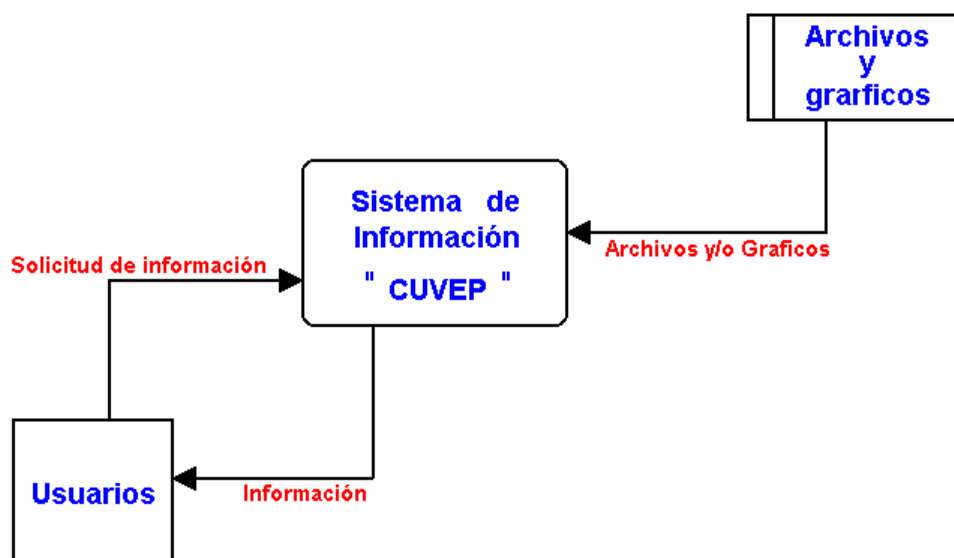 Archivos
y
grarficos
Sistema de
Información
" CUVEP "
Archivos y/o Graficos
Solicitud de información
Usuarios
Información